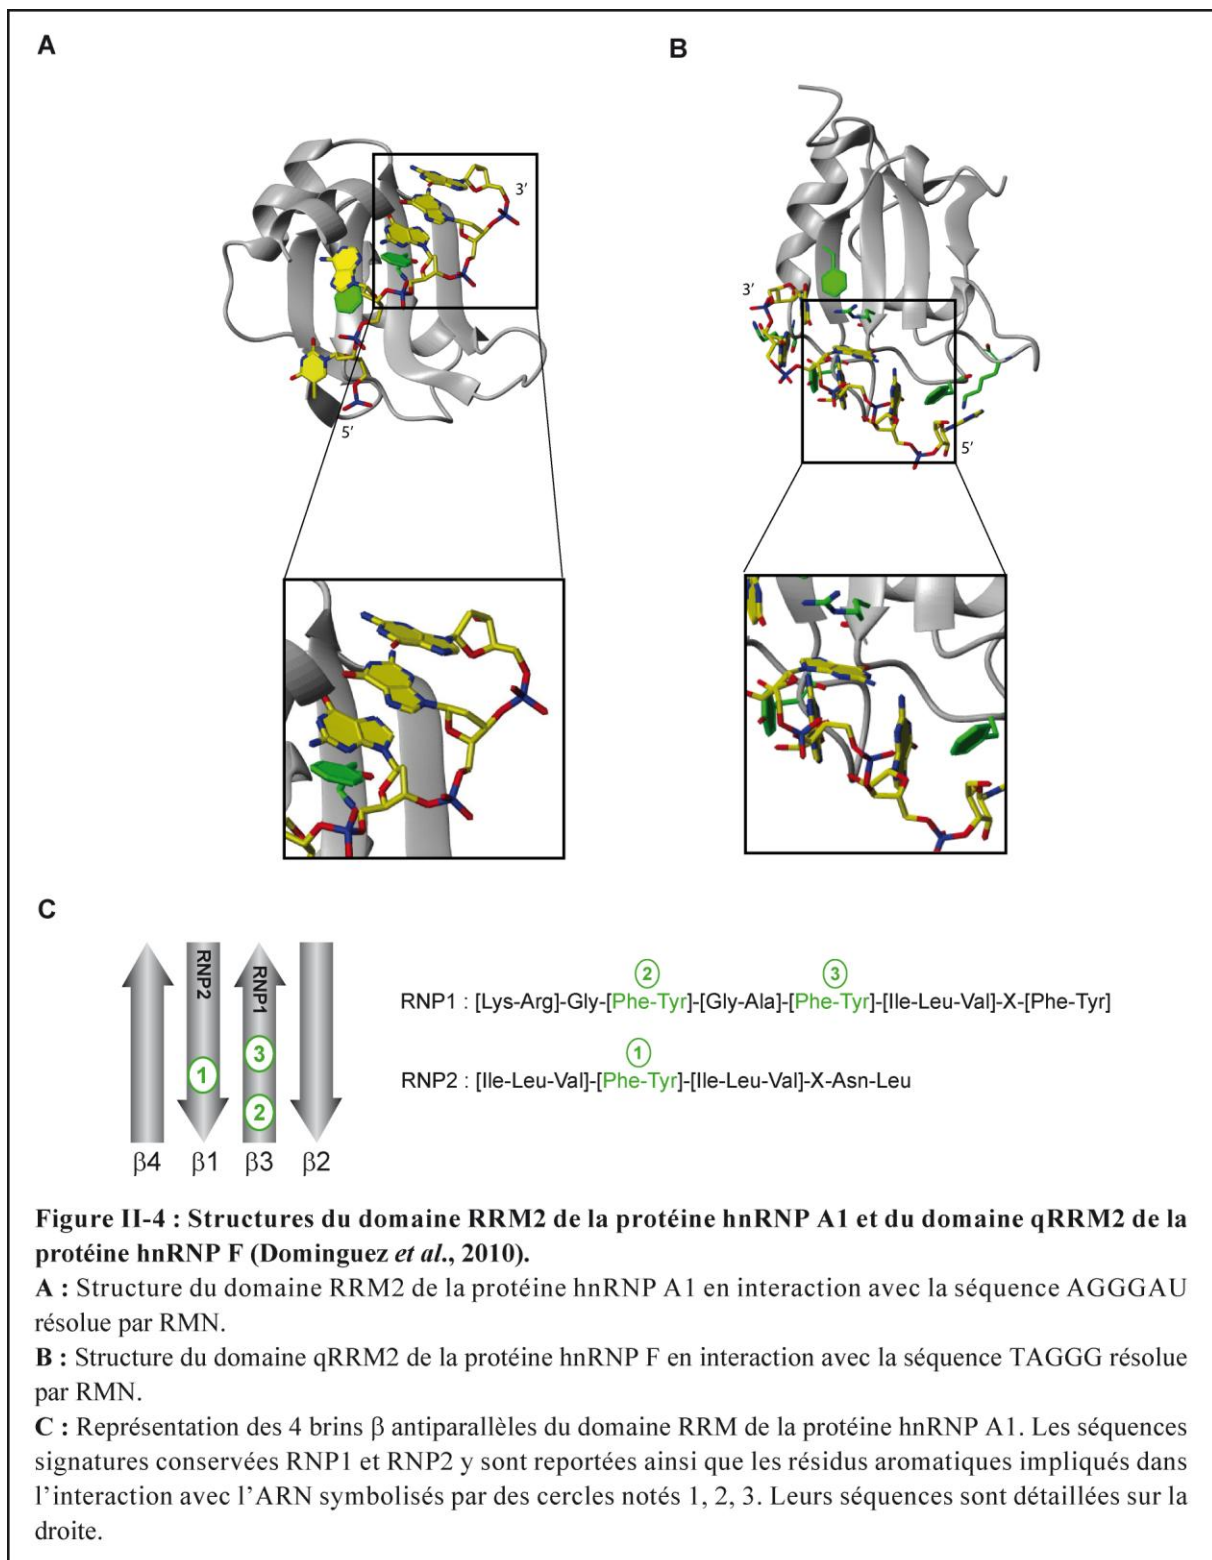 A
B
3'
5'
3'
5'
C
RNP2
RNP1
1
3
2
β4
β1
β3
β2
2
3
RNP1 : [Lys-Arg]-Gly-[Phe-Tyr]-[Gly-Ala]-[Phe-Tyr]-[Ile-Leu-Val]-X-[Phe-Tyr]
1
RNP2 : [Ile-Leu-Val]-[Phe-Tyr]-[Ile-Leu-Val]-X-Asn-Leu
Figure II-4 : Structures du domaine RRM2 de la protéine hnRNP A1 et du domaine qRRM2 de la
protéine hnRNP F (Dominguez et al., 2010).
A : Structure du domaine RRM2 de la protéine hnRNP A1 en interaction avec la séquence AGGGAU
résolue par RMN.
B : Structure du domaine qRRM2 de la protéine hnRNP F en interaction avec la séquence TAGGG résolue
par RMN.
C : Représentation des 4 brins β antiparallèles du domaine RRM de la protéine hnRNP A1. Les séquences
signatures conservées RNP1 et RNP2 y sont reportées ainsi que les résidus aromatiques impliqués dans
l'interaction avec l'ARN symbolisés par des cercles notés 1, 2, 3. Leurs séquences sont détaillées sur la
droite.